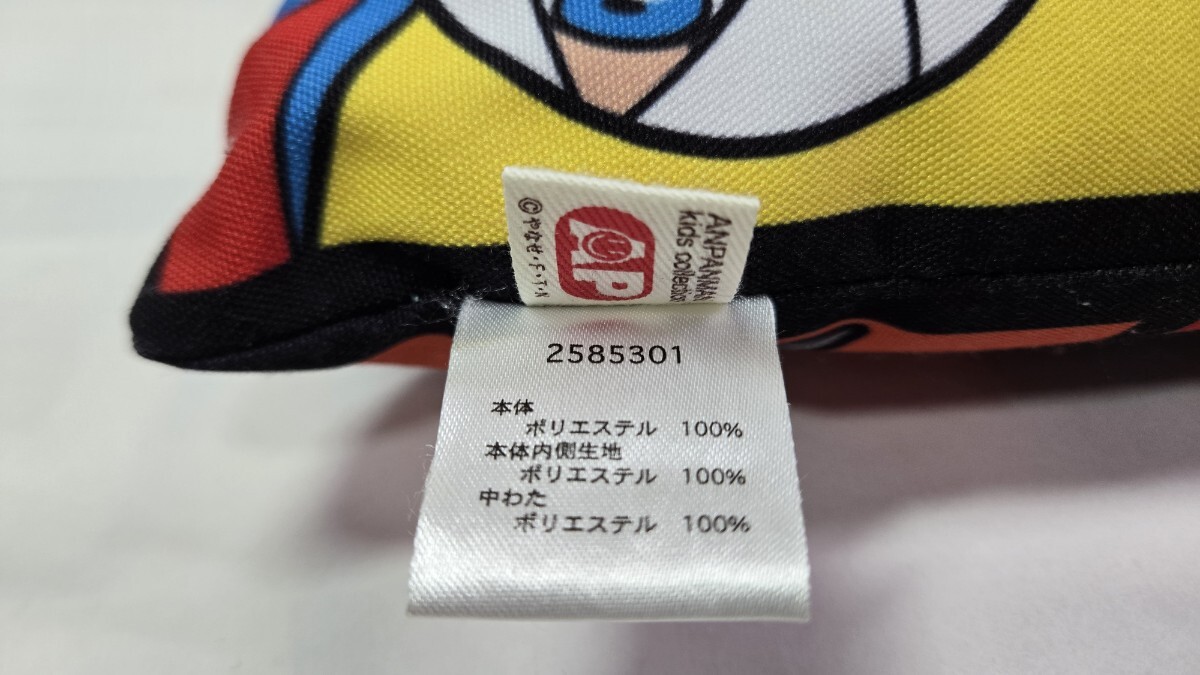 ANPANMAN
kids collection
AP
©やなせ・F・T・N
2585301
本体
ポリエステル 100%
本体内側生地
ポリエステル 100%
中わた
ポリエステル 100%